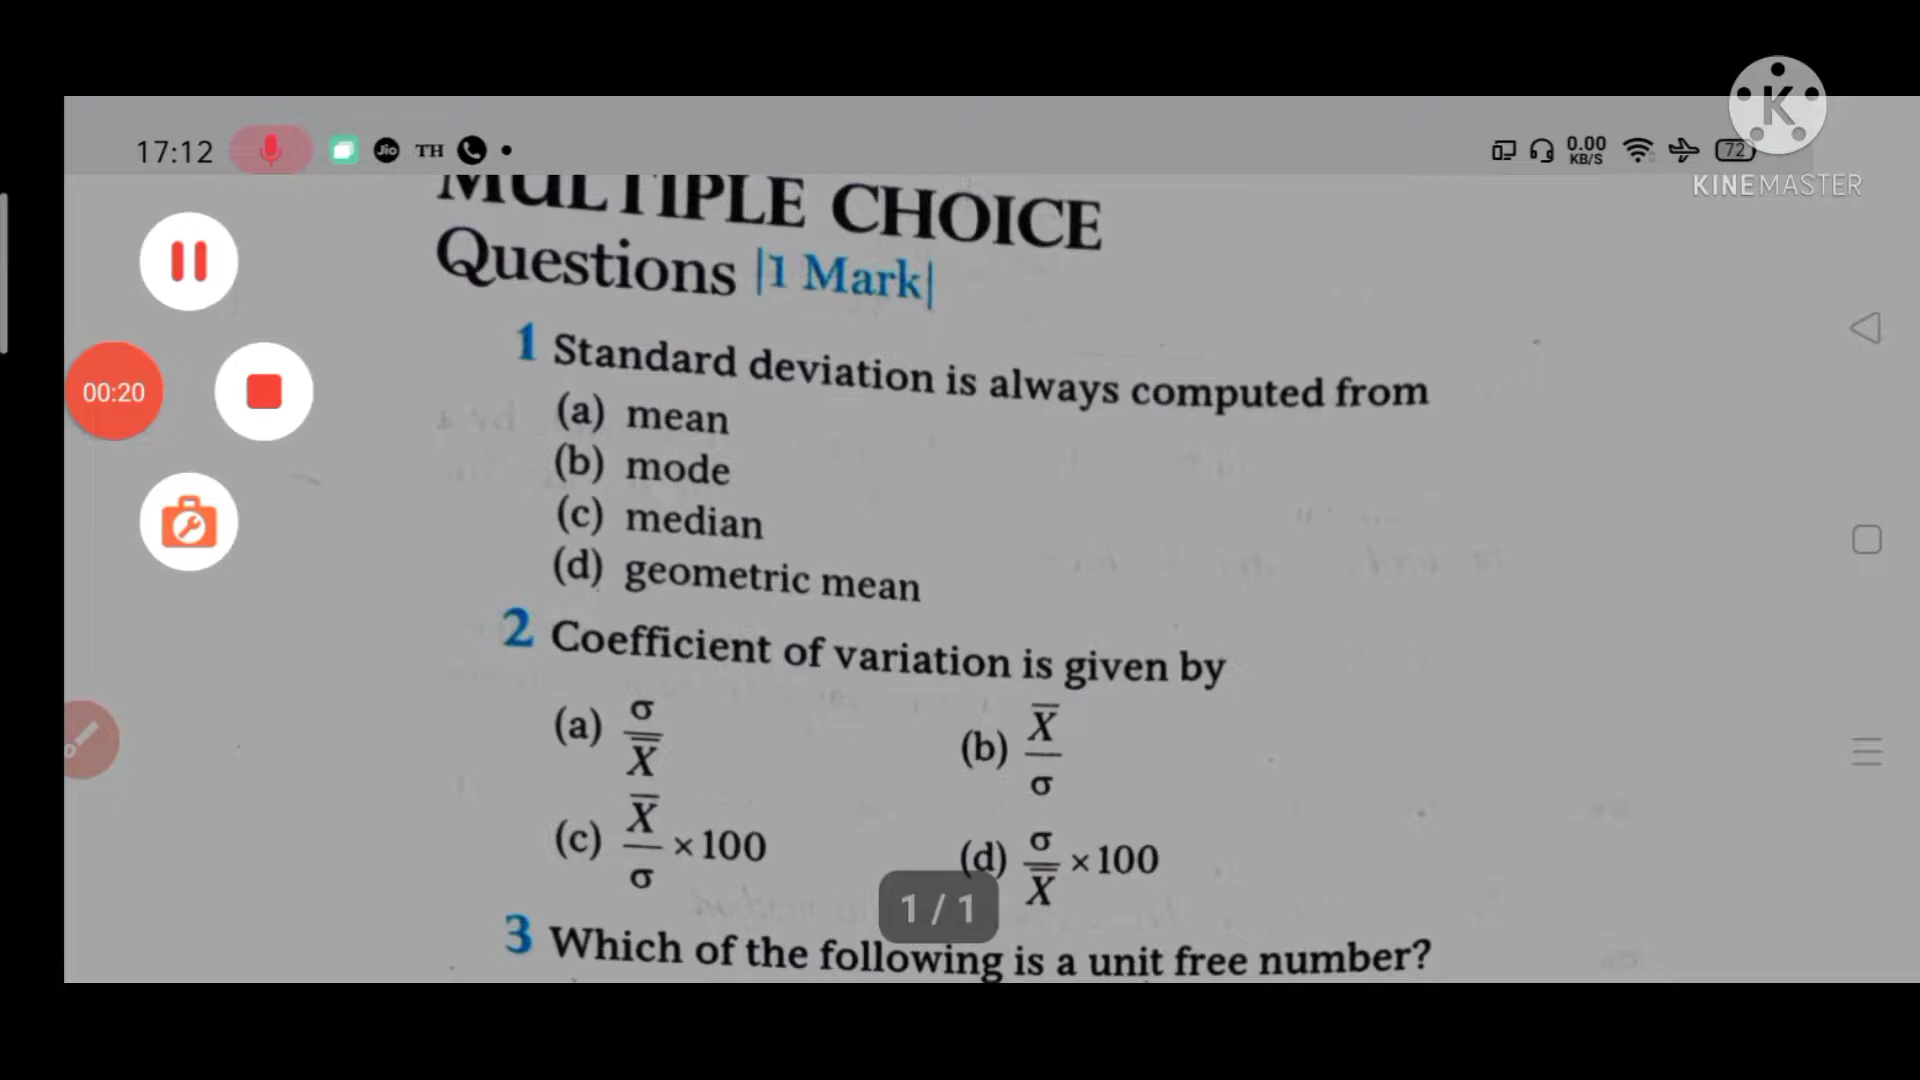 17:12 Jio TH 0.00 KB/S 72
KINEMASTER
MULTIPLE CHOICE
Questions |1 Mark|
00:20
1 Standard deviation is always computed from
(a) mean
(b) mode
(c) median
(d) geometric mean
2 Coefficient of variation is given by
(a) σ/X̅ (b) X̅/σ
(c) X̅/σ ×100 (d) σ/X̅ ×100
1 / 1
3 Which of the following is a unit free number?